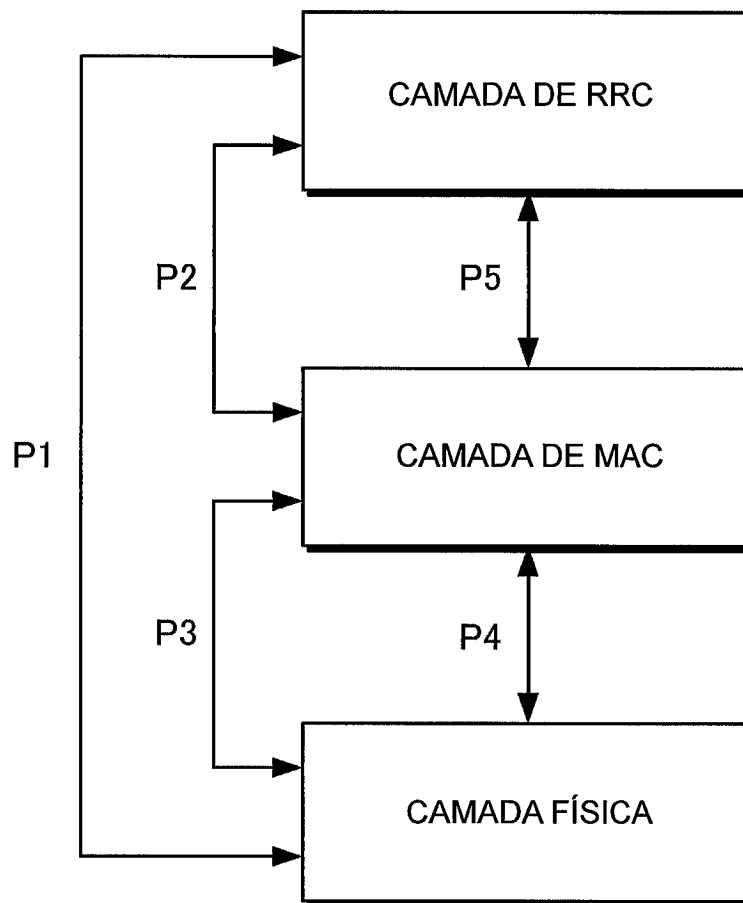 CAMADA DE RRC
P2
P5
P1
CAMADA DE MAC
P3
P4
CAMADA FÍSICA